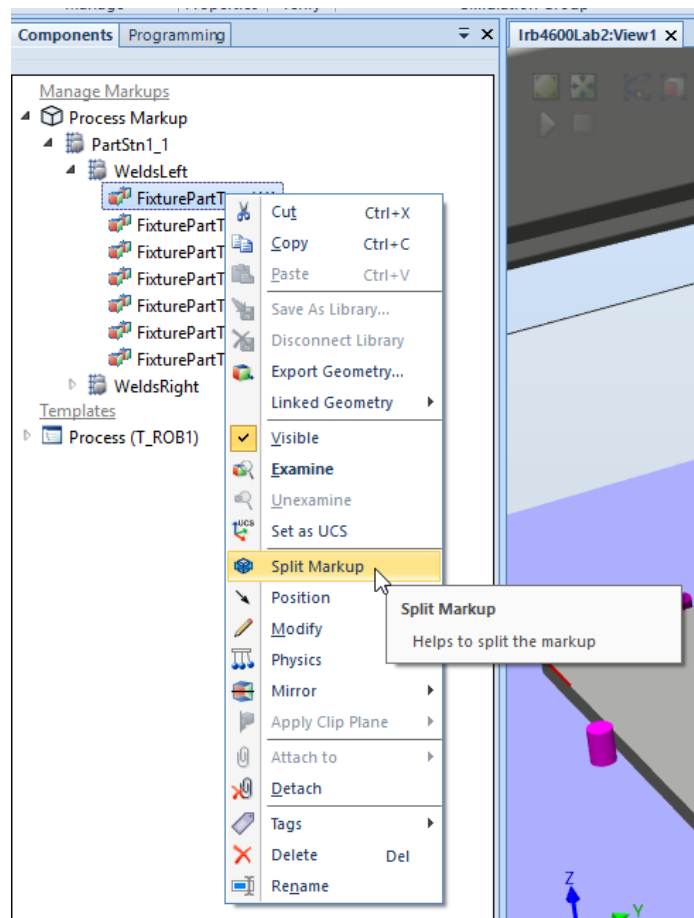 Components Programming
Irb4600Lab2:View1
Manage Markups
Process Markup
PartStn1_1
WeldsLeft
FixturePartT
FixturePartT
FixturePartT
FixturePartT
FixturePartT
FixturePartT
FixturePartT
WeldsRight
Templates
Process (T_ROB1)
Cut Ctrl+X
Copy Ctrl+C
Paste Ctrl+V
Save As Library...
Disconnect Library
Export Geometry...
Linked Geometry
Visible
Examine
Unexamine
UCS Set as UCS
Split Markup
Position
Modify
Physics
Mirror
Apply Clip Plane
Attach to
Detach
Tags
Delete Del
Rename
Split Markup
Helps to split the markup
Z
Y